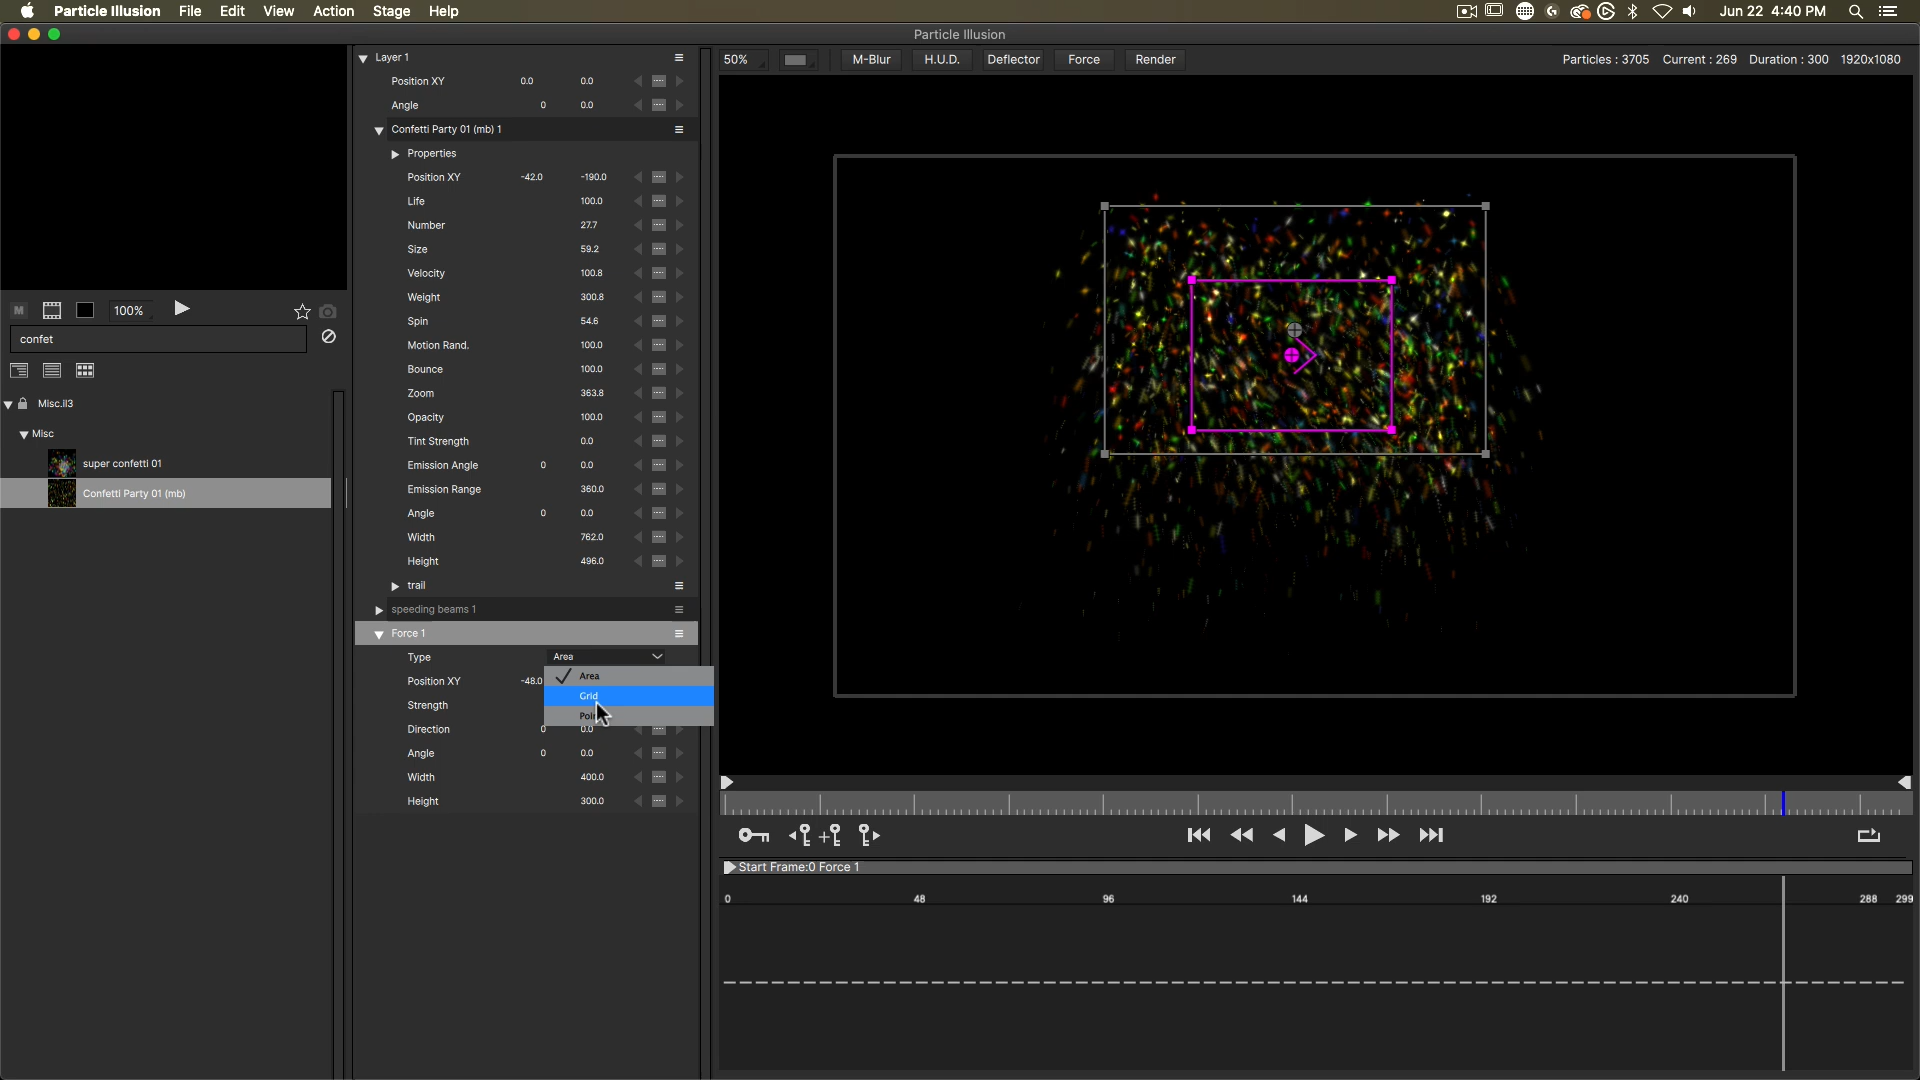 Particle Illusion File Edit View Action Stage Help
Jun 22 4:40 PM
Particle Illusion
50% M-Blur H.U.D. Deflector Force Render Particles : 3705 Current : 269 Duration : 300 1920x1080
M 100%
confet
Misc.il3
Misc
super confetti 01
Confetti Party 01 (mb)
Layer 1
Position XY 0.0 0.0
Angle 0 0.0
Confetti Party 01 (mb) 1
Properties
Position XY -42.0 -190.0
Life 100.0
Number 27.7
Size 59.2
Velocity 100.8
Weight 300.8
Spin 54.6
Motion Rand. 100.0
Bounce 100.0
Zoom 363.8
Opacity 100.0
Tint Strength 0.0
Emission Angle 0 0.0
Emission Range 360.0
Angle 0 0.0
Width 762.0
Height 496.0
trail
speeding beams 1
Force 1
Type Area
Area
Position XY -48.0
Grid
Strength
Direction 0 0.0
Angle 0 0.0
Width 400.0
Height 300.0
Start Frame:0 Force 1
0 48 96 144 192 240 288 299